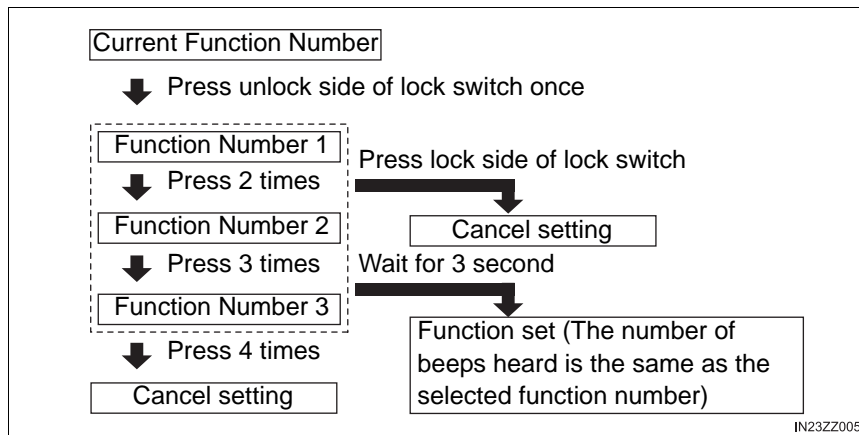 Current Function Number
Press unlock side of lock switch once
Function Number 1
Press lock side of lock switch
Press 2 times
Function Number 2
Cancel setting
Press 3 times
Wait for 3 second
Function Number 3
Function set (The number of
beeps heard is the same as the
selected function number)
Press 4 times
Cancel setting
IN23ZZ005